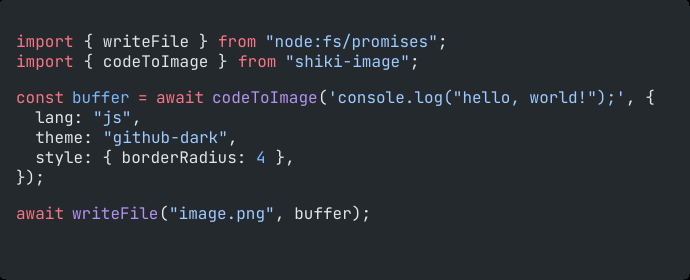 import { writeFile } from "node:fs/promises";
import { codeToImage } from "shiki-image";
const buffer = await codeToImage('console.log("hello, world!");', {
  lang: "js",
  theme: "github-dark",
  style: { borderRadius: 4 },
});
await writeFile("image.png", buffer);